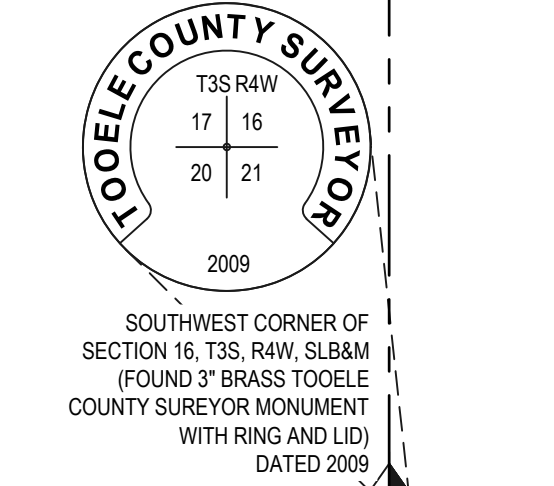 TOOELE COUNTY SURVEYOR
T3S R4W
17 16
20 21
2009
SOUTHWEST CORNER OF
SECTION 16, T3S, R4W, SLB&M
(FOUND 3" BRASS TOOELE
COUNTY SUREYOR MONUMENT
WITH RING AND LID)
DATED 2009